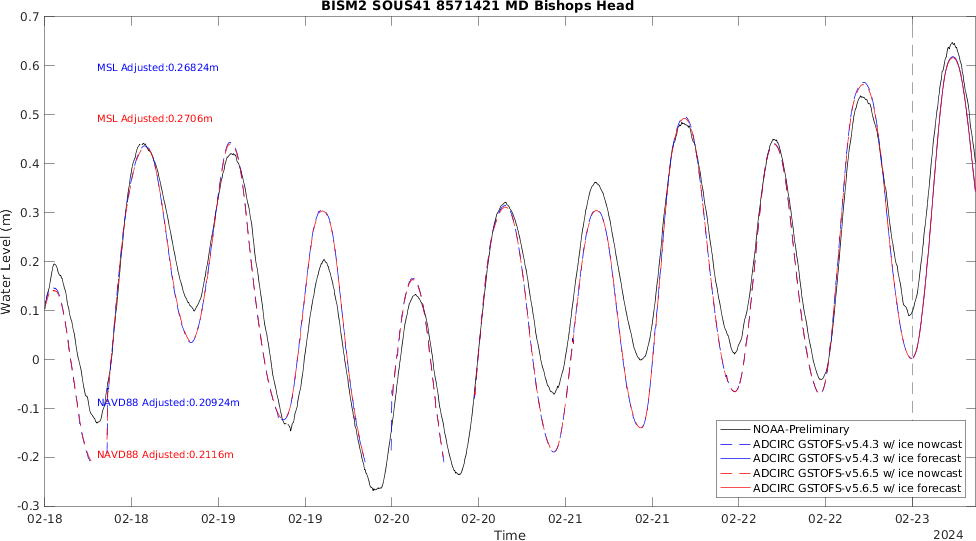 BISM2 SOUS41 8571421 MD Bishops Head
0.7
0.6
0.5
0.4
0.3
0.2
0.1
0
-0.1
-0.2
-0.3
Water Level (m)
MSL Adjusted:0.26824m
MSL Adjusted:0.2706m
NAVD88 Adjusted:0.20924m
NAVD88 Adjusted:0.2116m
NOAA-Preliminary
ADCIRC GSTOFS-v5.4.3 w/ ice nowcast
ADCIRC GSTOFS-v5.4.3 w/ ice forecast
ADCIRC GSTOFS-v5.6.5 w/ ice nowcast
ADCIRC GSTOFS-v5.6.5 w/ ice forecast
02-18 02-18 02-19 02-19 02-20 02-20 02-21 02-21 02-22 02-22 02-23
Time
2024